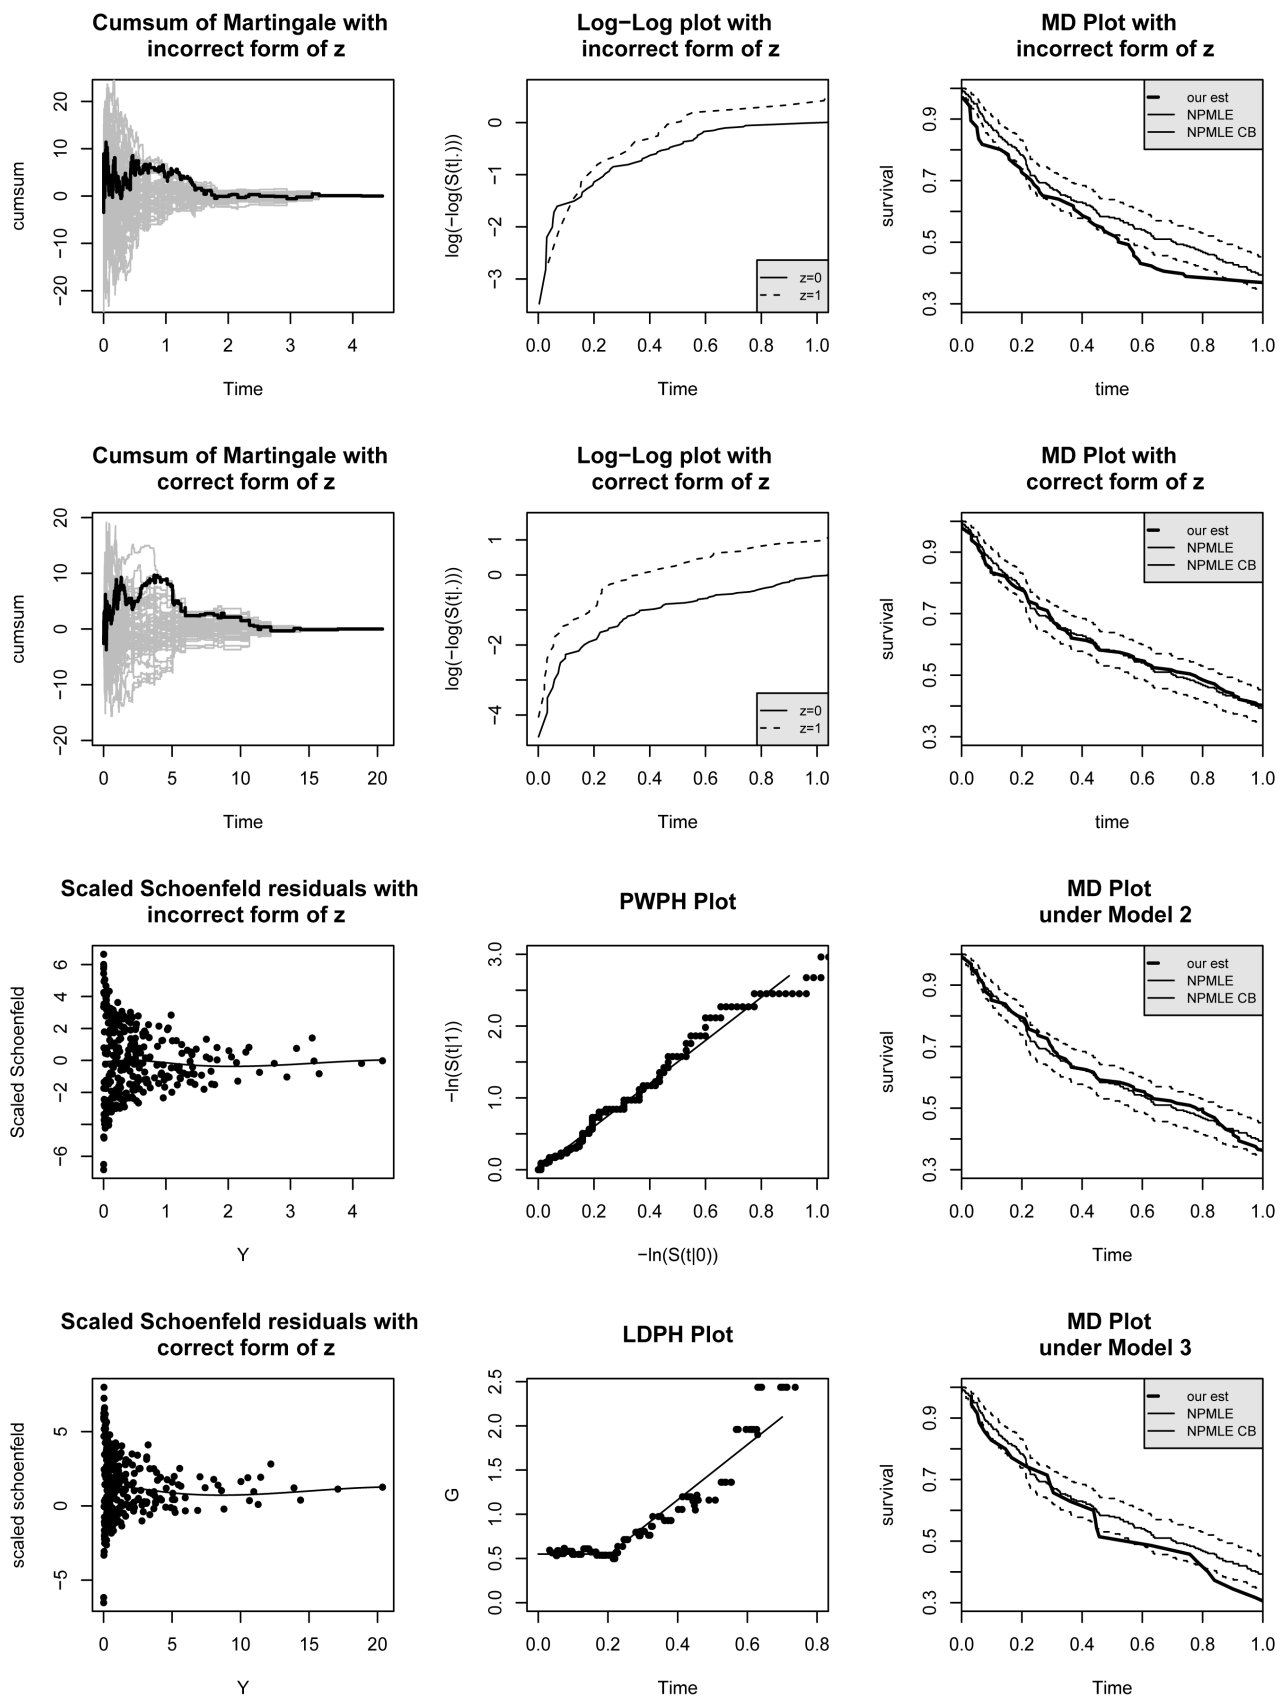 Cumsum of Martingale with
incorrect form of z
20
10
0
−10
−20
cumsum
0 1 2 3 4
Time
Log−Log plot with
incorrect form of z
0
−1
−2
−3
log(−log(S(t|.)))
z=0
z=1
0.0 0.2 0.4 0.6 0.8 1.0
Time
MD Plot with
incorrect form of z
0.9
0.7
0.5
0.3
survival
our est
NPMLE
NPMLE CB
0.0 0.2 0.4 0.6 0.8 1.0
time
Cumsum of Martingale with
correct form of z
20
10
0
−10
−20
cumsum
0 5 10 15 20
Time
Log−Log plot with
correct form of z
1
0
−2
−4
log(−log(S(t|.)))
z=0
z=1
0.0 0.2 0.4 0.6 0.8 1.0
Time
MD Plot with
correct form of z
0.9
0.7
0.5
0.3
survival
our est
NPMLE
NPMLE CB
0.0 0.2 0.4 0.6 0.8 1.0
time
Scaled Schoenfeld residuals with
incorrect form of z
6
4
2
0
−2
−6
Scaled Schoenfeld
0 1 2 3 4
Y
PWPH Plot
3.0
2.0
1.0
0.0
−ln(S(t|1))
0.0 0.2 0.4 0.6 0.8 1.0
−ln(S(t|0))
MD Plot
under Model 2
0.9
0.7
0.5
0.3
survival
our est
NPMLE
NPMLE CB
0.0 0.2 0.4 0.6 0.8 1.0
Time
Scaled Schoenfeld residuals with
correct form of z
5
0
−5
scaled schoenfeld
0 5 10 15 20
Y
LDPH Plot
2.5
2.0
1.5
1.0
0.5
0.0
G
0.0 0.2 0.4 0.6 0.8
Time
MD Plot
under Model 3
0.9
0.7
0.5
0.3
survival
our est
NPMLE
NPMLE CB
0.0 0.2 0.4 0.6 0.8 1.0
Time